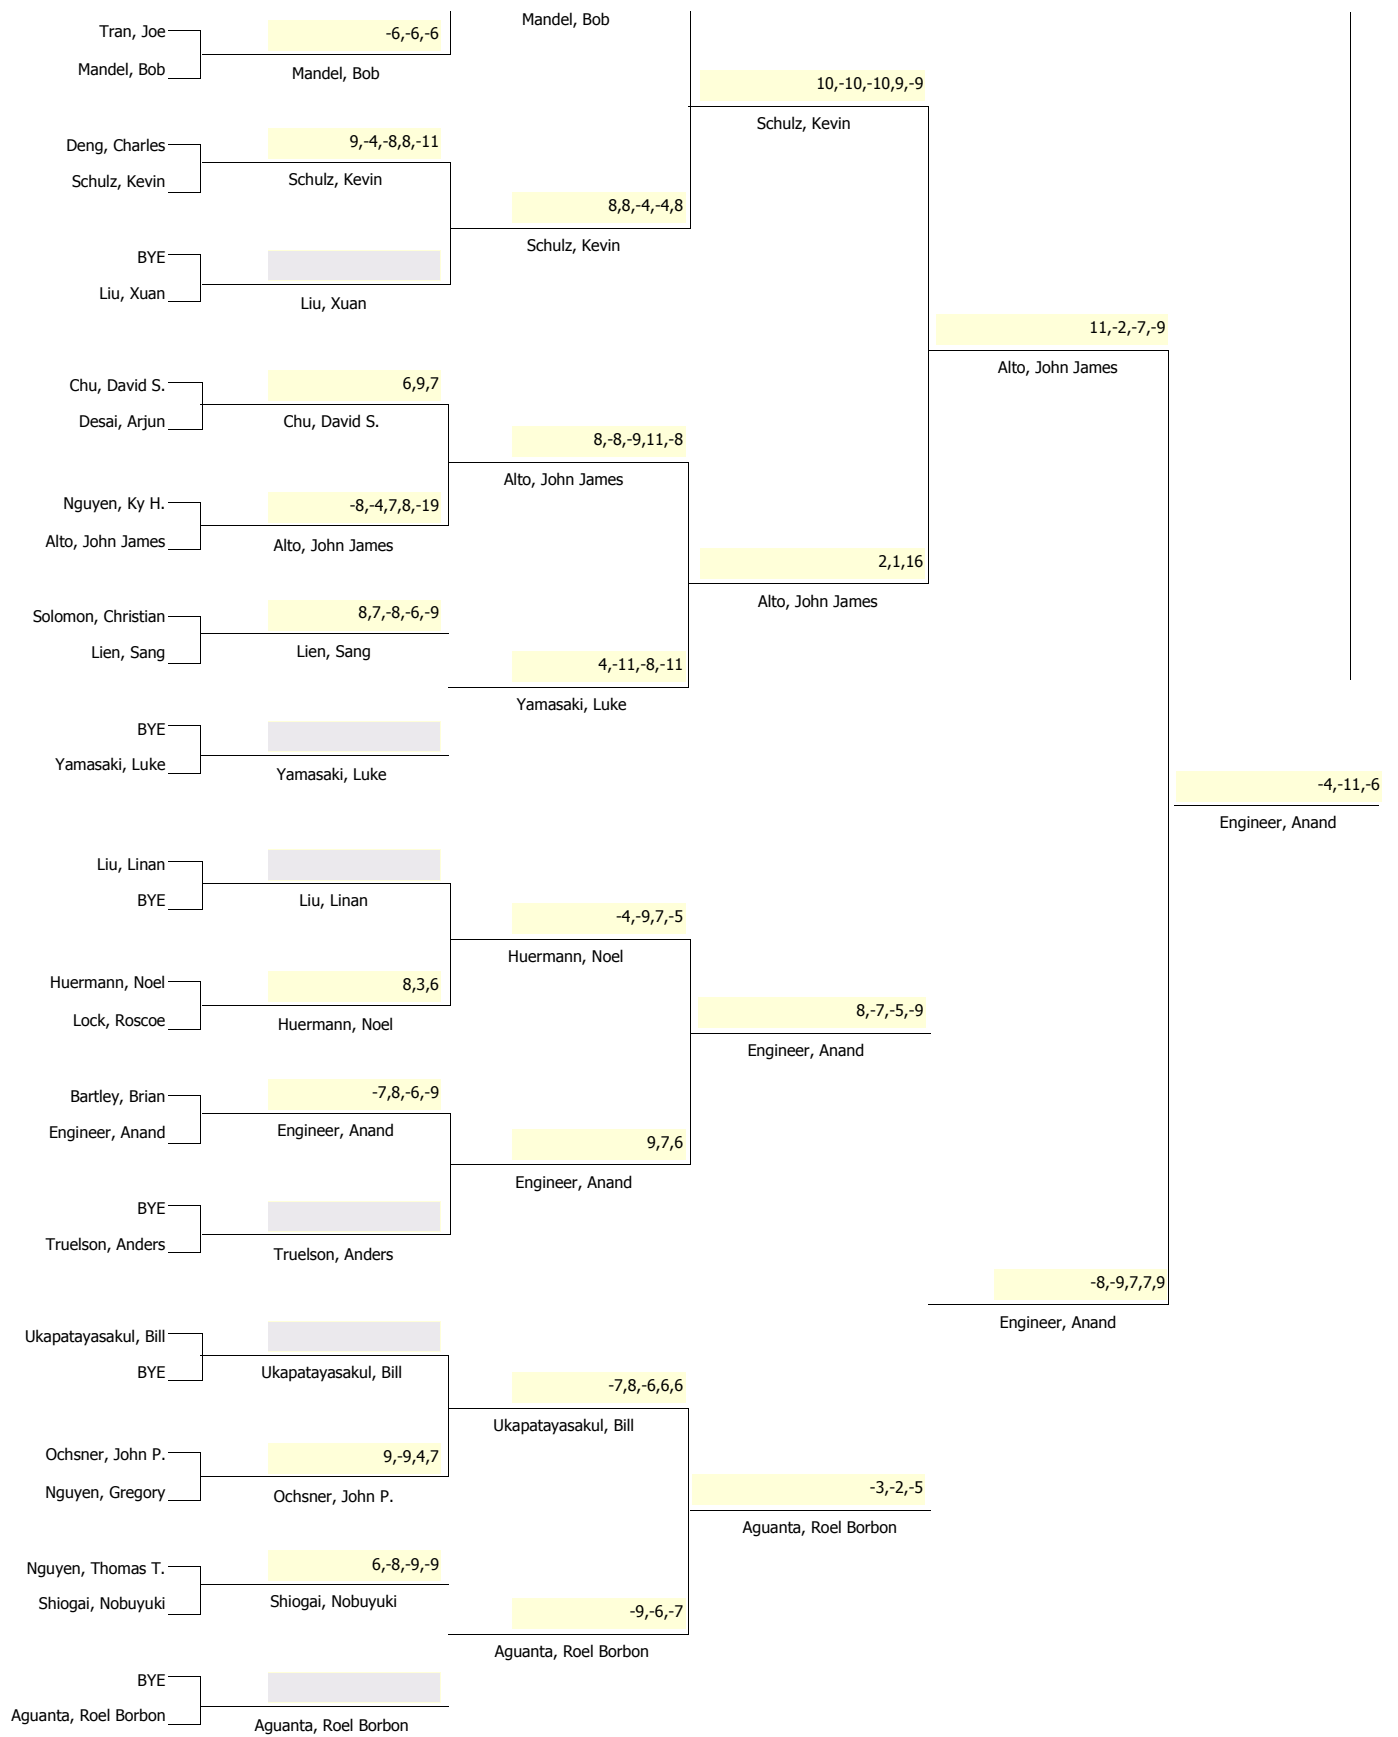 Mandel, Bob
Tran, Joe
-6,-6,-6
Mandel, Bob
Mandel, Bob
10,-10,-10,9,-9
Schulz, Kevin
Deng, Charles
9,-4,-8,8,-11
Schulz, Kevin
Schulz, Kevin
8,8,-4,-4,8
Schulz, Kevin
BYE
Liu, Xuan
Liu, Xuan
11,-2,-7,-9
Alto, John James
Chu, David S.
6,9,7
Desai, Arjun
Chu, David S.
8,-8,-9,11,-8
Alto, John James
Nguyen, Ky H.
-8,-4,7,8,-19
Alto, John James
Alto, John James
2,1,16
Alto, John James
Solomon, Christian
8,7,-8,-6,-9
Lien, Sang
Lien, Sang
4,-11,-8,-11
Yamasaki, Luke
BYE
Yamasaki, Luke
Yamasaki, Luke
-4,-11,-6
Engineer, Anand
Liu, Linan
BYE
Liu, Linan
-4,-9,7,-5
Huermann, Noel
Huermann, Noel
8,3,6
Lock, Roscoe
Huermann, Noel
8,-7,-5,-9
Engineer, Anand
Bartley, Brian
-7,8,-6,-9
Engineer, Anand
Engineer, Anand
9,7,6
Engineer, Anand
BYE
Truelson, Anders
Truelson, Anders
-8,-9,7,7,9
Engineer, Anand
Ukapatayasakul, Bill
BYE
Ukapatayasakul, Bill
-7,8,-6,6,6
Ukapatayasakul, Bill
Ochsner, John P.
9,-9,4,7
Nguyen, Gregory
Ochsner, John P.
-3,-2,-5
Aguanta, Roel Borbon
Nguyen, Thomas T.
6,-8,-9,-9
Shiogai, Nobuyuki
Shiogai, Nobuyuki
-9,-6,-7
Aguanta, Roel Borbon
BYE
Aguanta, Roel Borbon
Aguanta, Roel Borbon